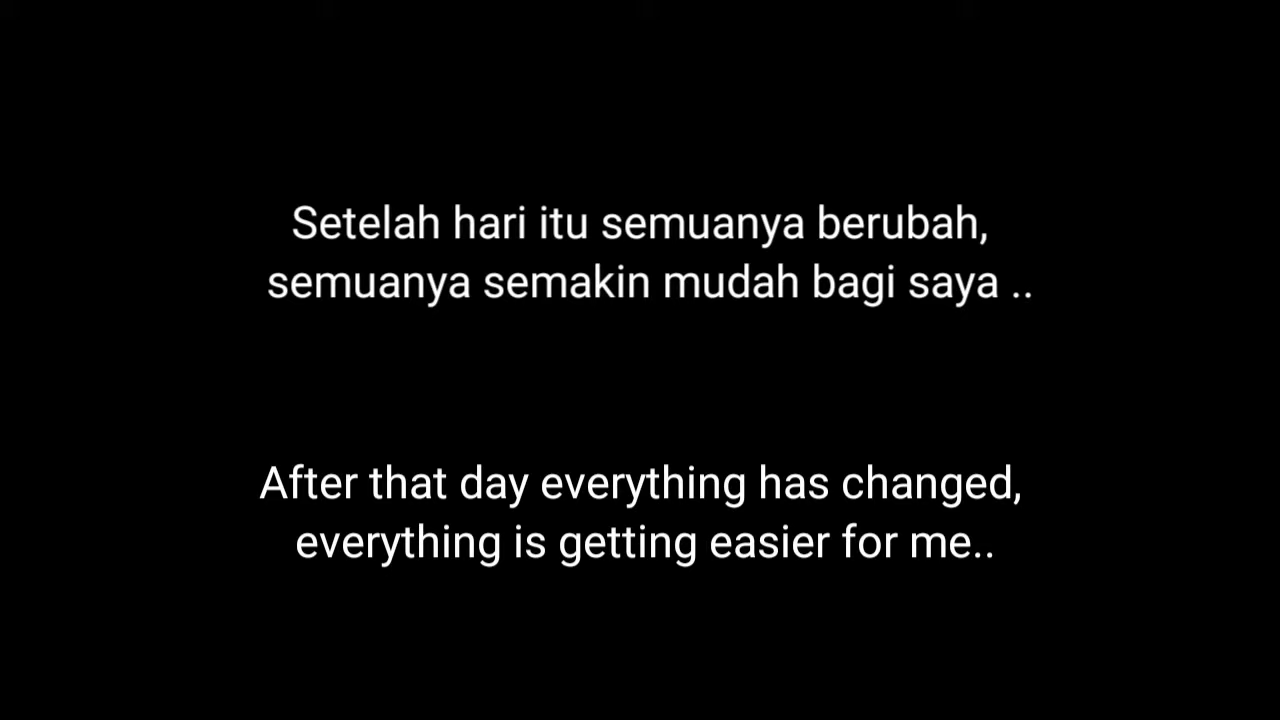 Setelah hari itu semuanya berubah,
semuanya semakin mudah bagi saya ..
After that day everything has changed,
everything is getting easier for me..